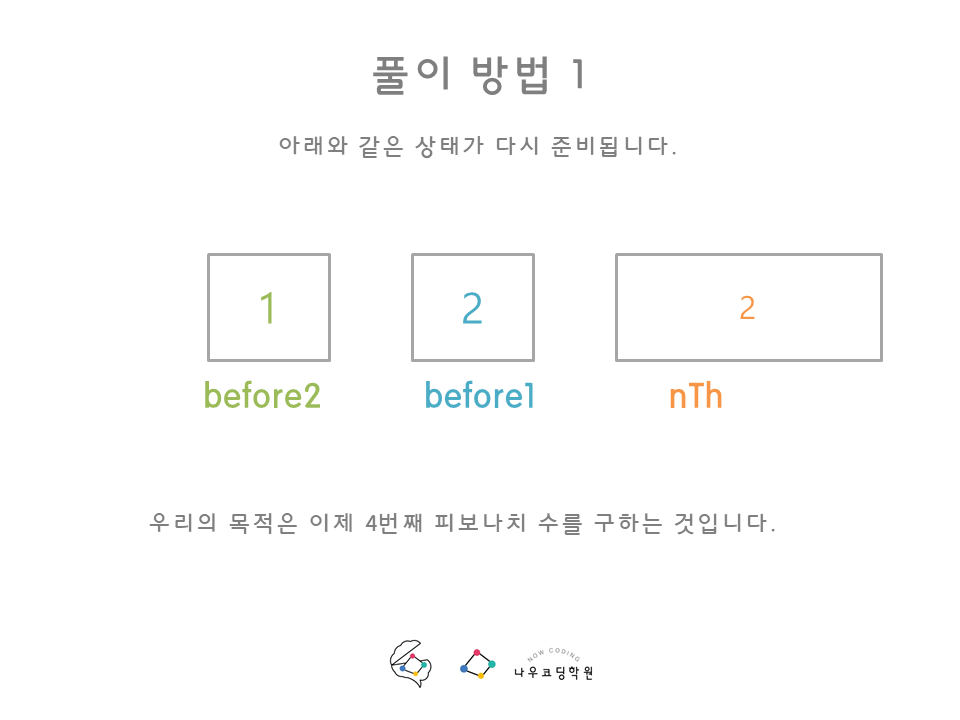 풀이 방법 1
아래와 같은 상태가 다시 준비됩니다.
1 2 2
before2 before1 nTh
우리의 목적은 이제 4번째 피보나치 수를 구하는 것입니다.
NOW CODING
나우코딩학원